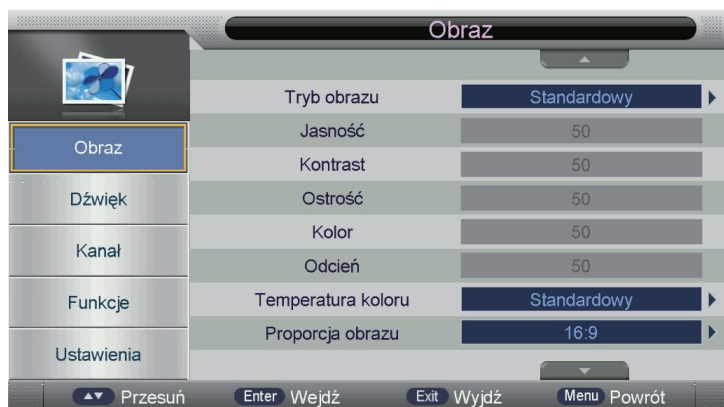 Obraz
Obraz
Dźwięk
Kanał
Funkcje
Ustawienia
Tryb obrazu Standardowy
Jasność 50
Kontrast 50
Ostrość 50
Kolor 50
Odcień 50
Temperatura koloru Standardowy
Proporcja obrazu 16:9
Przesuń Enter Wejdź Exit Wyjdź Menu Powrót